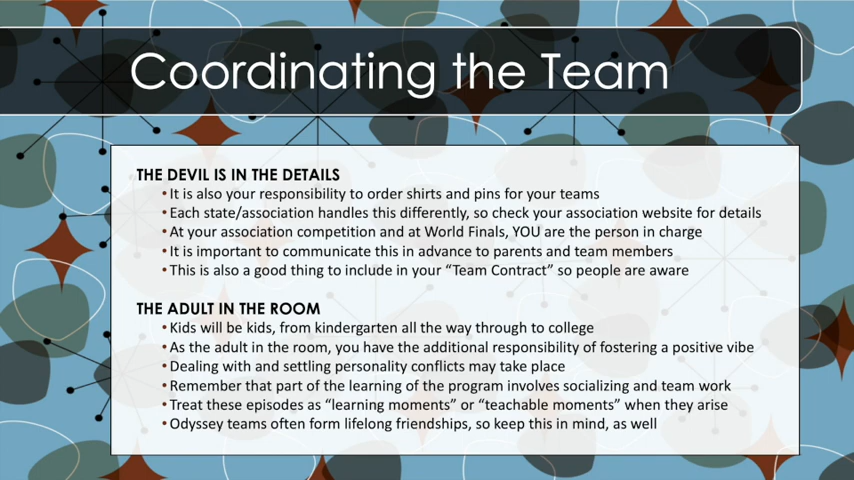 Coordinating the Team
THE DEVIL IS IN THE DETAILS
•It is also your responsibility to order shirts and pins for your teams
•Each state/association handles this differently, so check your association website for details
•At your association competition and at World Finals, YOU are the person in charge
•It is important to communicate this in advance to parents and team members
•This is also a good thing to include in your “Team Contract” so people are aware
THE ADULT IN THE ROOM
•Kids will be kids, from kindergarten all the way through to college
•As the adult in the room, you have the additional responsibility of fostering a positive vibe
•Dealing with and settling personality conflicts may take place
•Remember that part of the learning of the program involves socializing and team work
•Treat these episodes as “learning moments” or “teachable moments” when they arise
•Odyssey teams often form lifelong friendships, so keep this in mind, as well